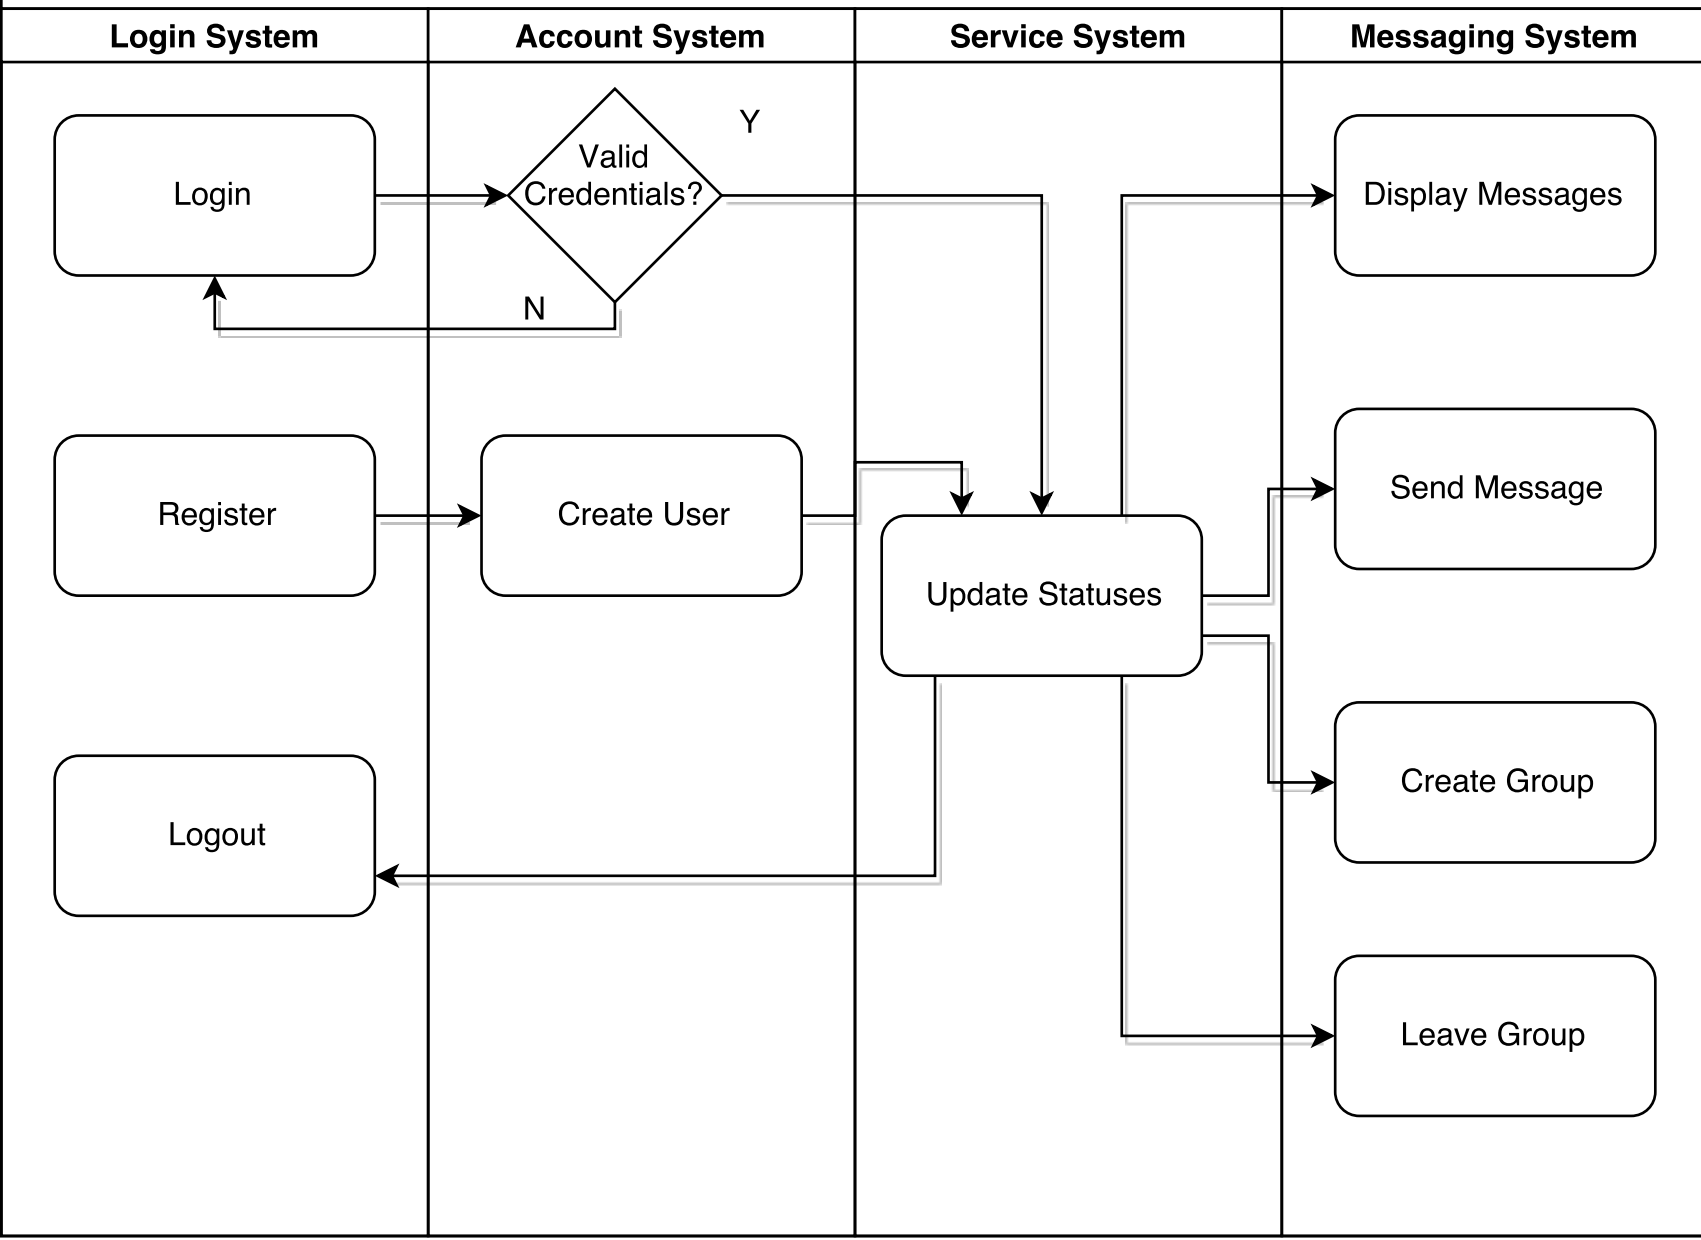 Login System
Account System
Service System
Messaging System
Login
Valid
Credentials?
Y
N
Display Messages
Register
Create User
Update Statuses
Send Message
Logout
Create Group
Leave Group